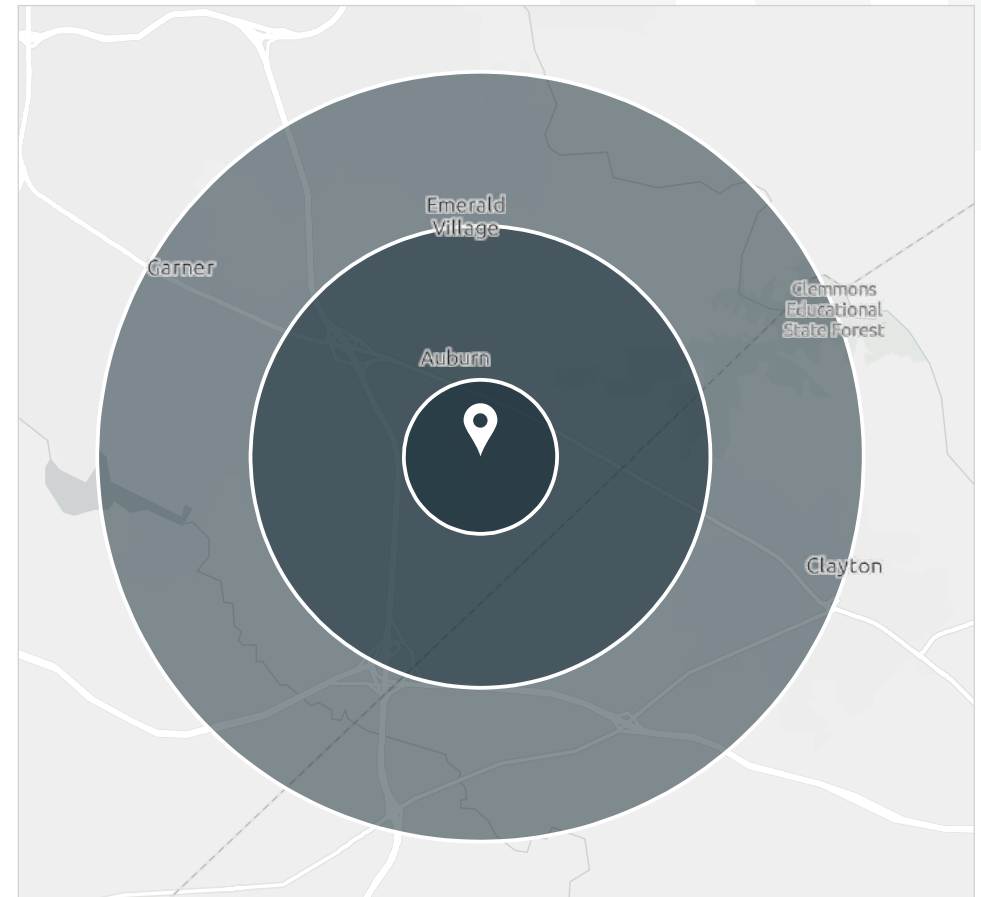 Emerald
Village
Garner
Clemmons
Educational
State Forest
Auburn
Clayton